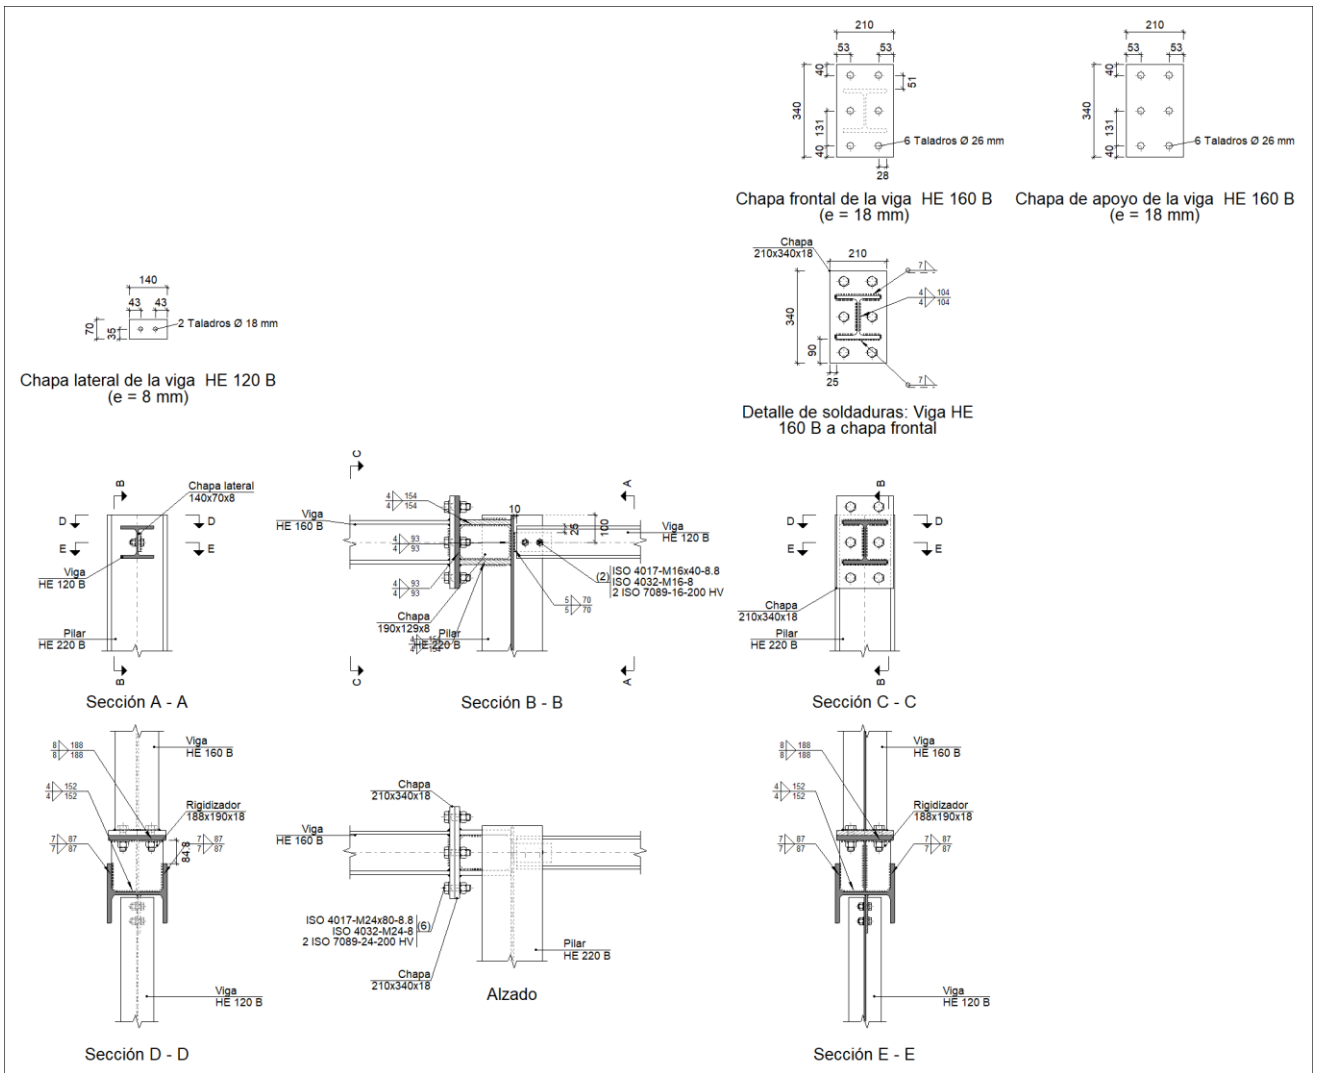 210
53
53
40
51
340
131
40
28
6 Taladros Ø 26 mm
Chapa frontal de la viga HE 160 B
(e = 18 mm)
210
53
53
40
340
131
40
6 Taladros Ø 26 mm
Chapa de apoyo de la viga HE 160 B
(e = 18 mm)
140
43
43
70
35
2 Taladros Ø 18 mm
Chapa lateral de la viga HE 120 B
(e = 8 mm)
Chapa
210x340x18
210
7
4
104
4
104
340
90
25
7
Detalle de soldaduras: Viga HE
160 B a chapa frontal
B
Chapa lateral
140x70x8
D
D
E
E
Viga
HE 120 B
Pilar
HE 220 B
B
Sección A - A
C
A
4
154
4
154
10
25
100
Viga
HE 160 B
Viga
HE 120 B
4
93
4
93
4
93
4
93
(2)
ISO 4017-M16x40-8.8
ISO 4032-M16-8
2 ISO 7089-16-200 HV
5
70
5
70
Chapa
190x129x8
4
154
4
154
Pilar
HE 220 B
C
A
Sección B - B
B
D
D
E
E
Chapa
210x340x18
Pilar
HE 220 B
B
Sección C - C
8
188
8
188
Viga
HE 160 B
4
152
4
152
Rigidizador
188x190x18
7
87
7
87
84.8
7
87
7
87
Viga
HE 120 B
Sección D - D
Chapa
210x340x18
Viga
HE 160 B
ISO 4017-M24x80-8.8
ISO 4032-M24-8
2 ISO 7089-24-200 HV
(6)
Chapa
210x340x18
Pilar
HE 220 B
Alzado
8
188
8
188
Viga
HE 160 B
4
152
4
152
Rigidizador
188x190x18
7
87
7
87
7
87
7
87
Viga
HE 120 B
Sección E - E